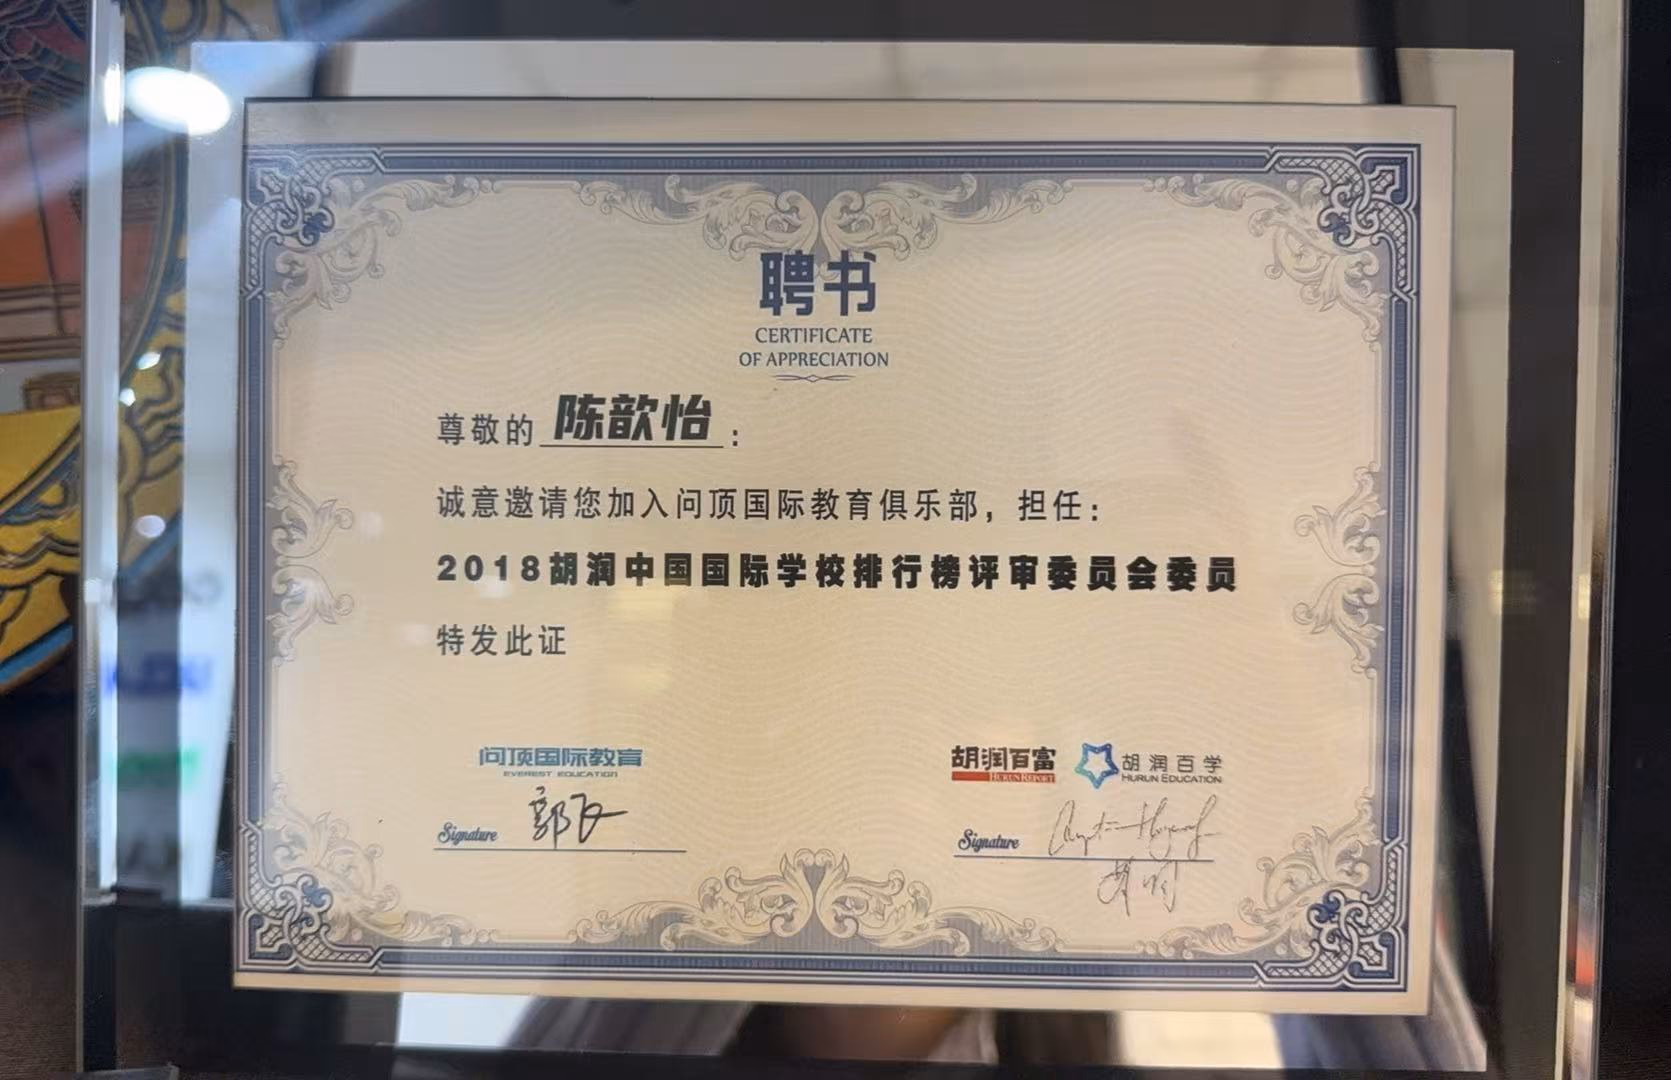 聘书
CERTIFICATE
OF APPRECIATION
尊敬的 陈歆怡：
诚意邀请您加入问顶国际教育俱乐部，担任：
2018胡润中国国际学校排行榜评审委员会委员
特发此证
问顶国际教育
EVEREST EDUCATION
Signature 郭飞
胡润百富 HURUN REPORT
胡润百学
HURUN EDUCATION
Signature